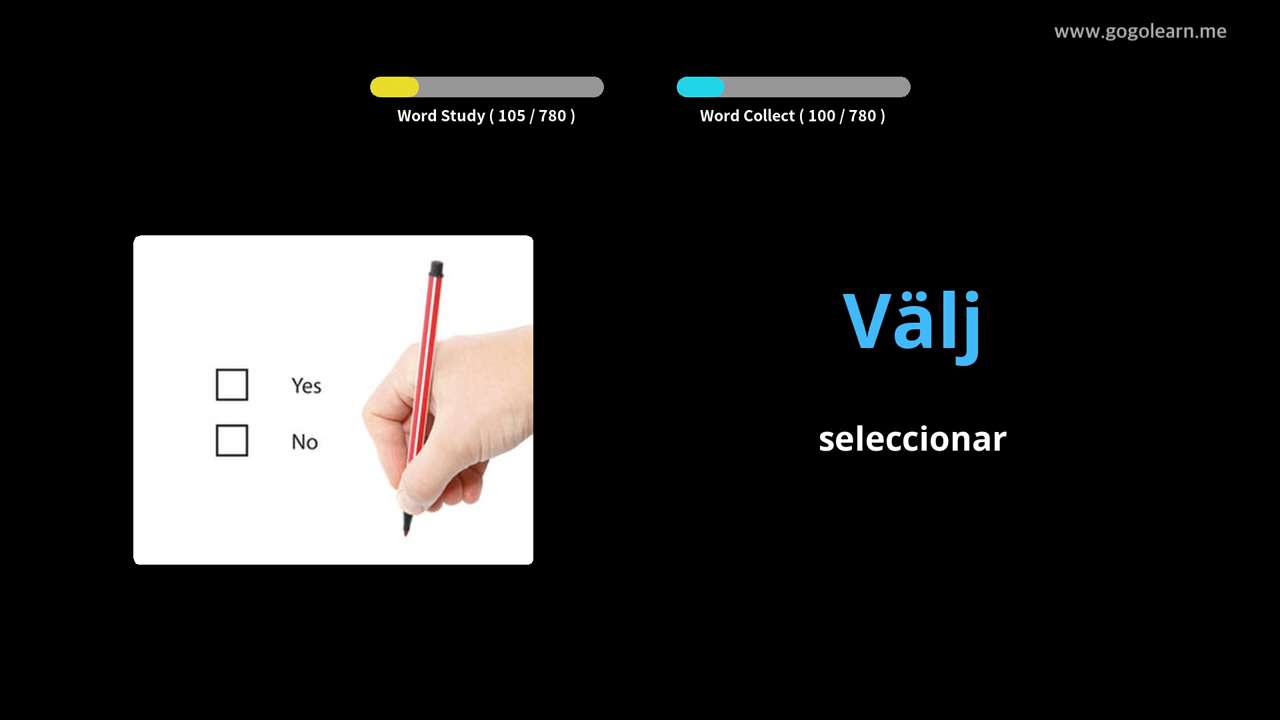 www.gogolearn.me
Word Study ( 105 / 780 )
Word Collect ( 100 / 780 )
Yes
No
Välj
seleccionar